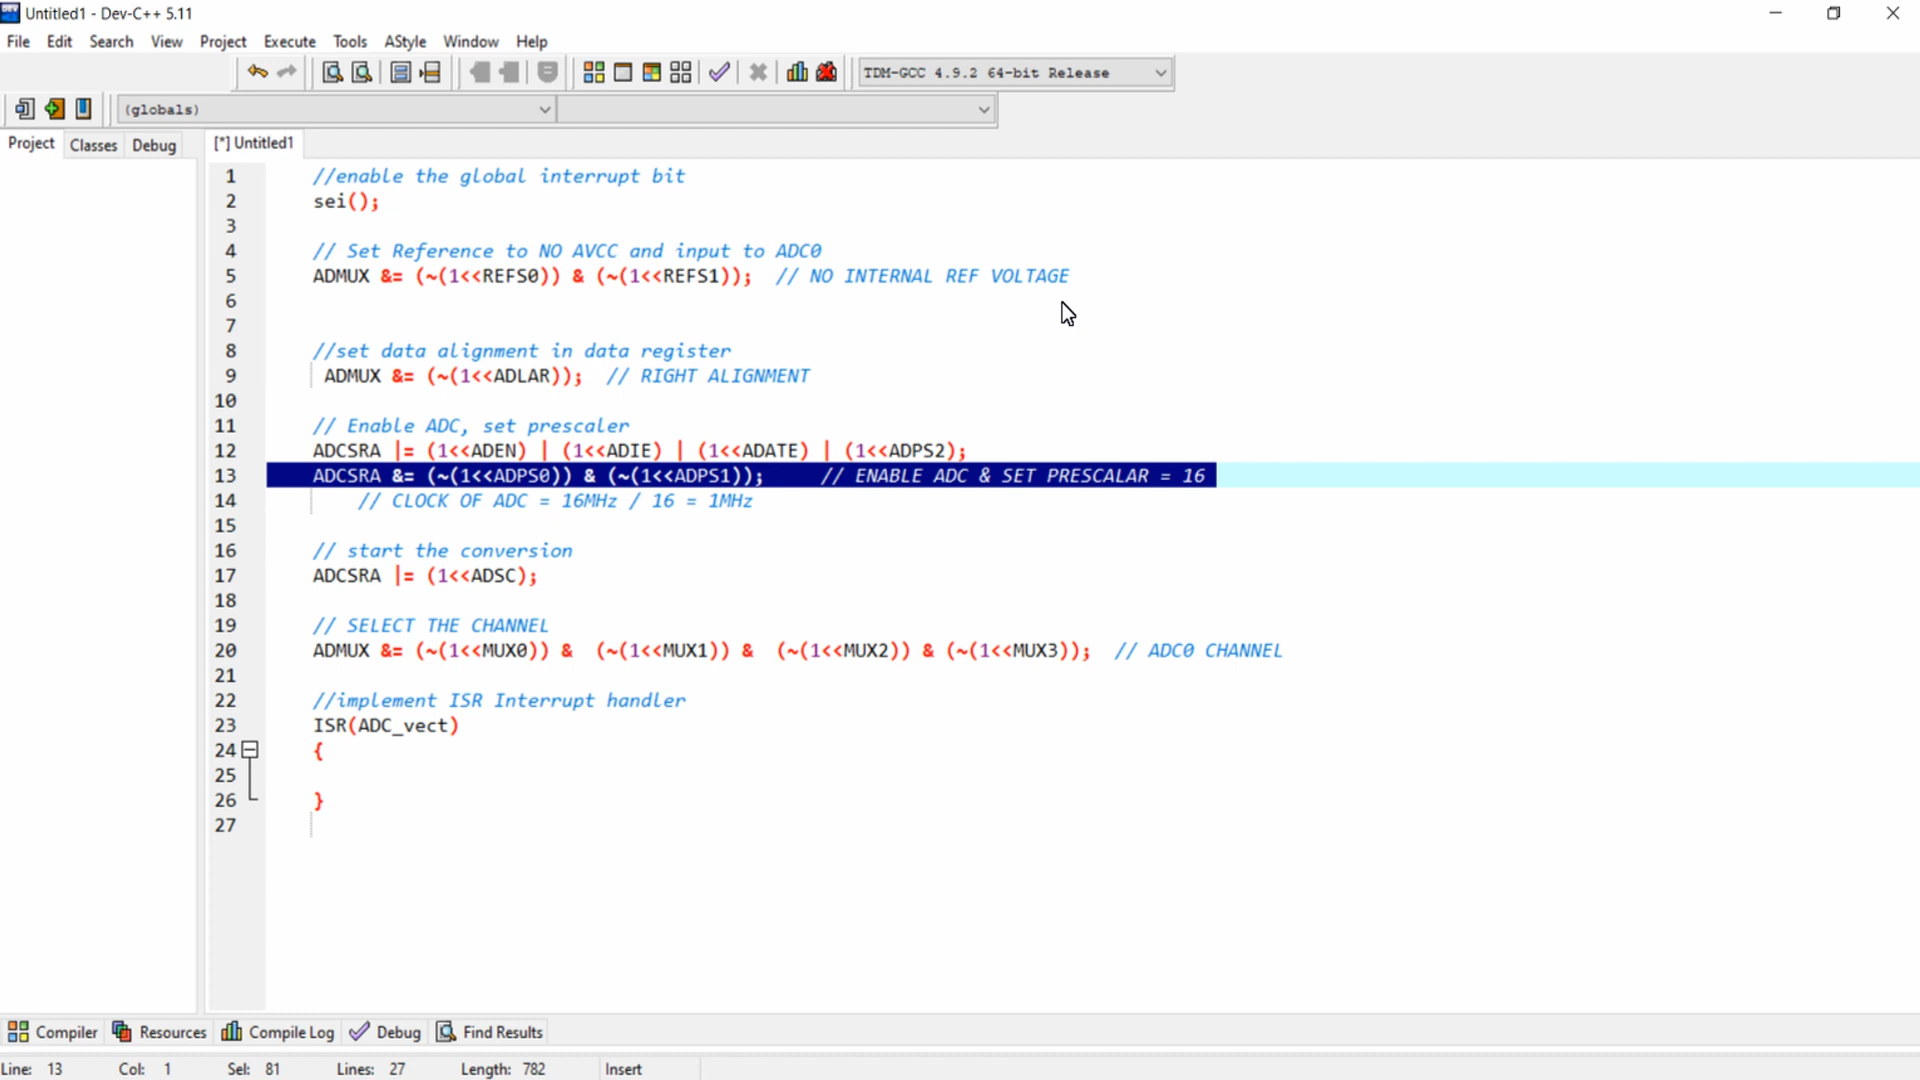 Untitled1 - Dev-C++ 5.11
File Edit Search View Project Execute Tools AStyle Window Help
TDM-GCC 4.9.2 64-bit Release
(globals)
Project Classes Debug [*] Untitled1
1 //enable the global interrupt bit
2 sei();
3
4 // Set Reference to NO AVCC and input to ADC0
5 ADMUX &= (~(1<<REFS0)) & (~(1<<REFS1)); // NO INTERNAL REF VOLTAGE
6
7
8 //set data alignment in data register
9 ADMUX &= (~(1<<ADLAR)); // RIGHT ALIGNMENT
10
11 // Enable ADC, set prescaler
12 ADCSRA |= (1<<ADEN) | (1<<ADIE) | (1<<ADATE) | (1<<ADPS2);
13 ADCSRA &= (~(1<<ADPS0)) & (~(1<<ADPS1)); // ENABLE ADC & SET PRESCALAR = 16
14 // CLOCK OF ADC = 16MHz / 16 = 1MHz
15
16 // start the conversion
17 ADCSRA |= (1<<ADSC);
18
19 // SELECT THE CHANNEL
20 ADMUX &= (~(1<<MUX0)) & (~(1<<MUX1)) & (~(1<<MUX2)) & (~(1<<MUX3)); // ADC0 CHANNEL
21
22 //implement ISR Interrupt handler
23 ISR(ADC_vect)
24 {
25
26 }
27
Compiler Resources Compile Log Debug Find Results
Line: 13 Col: 1 Sel: 81 Lines: 27 Length: 782 Insert